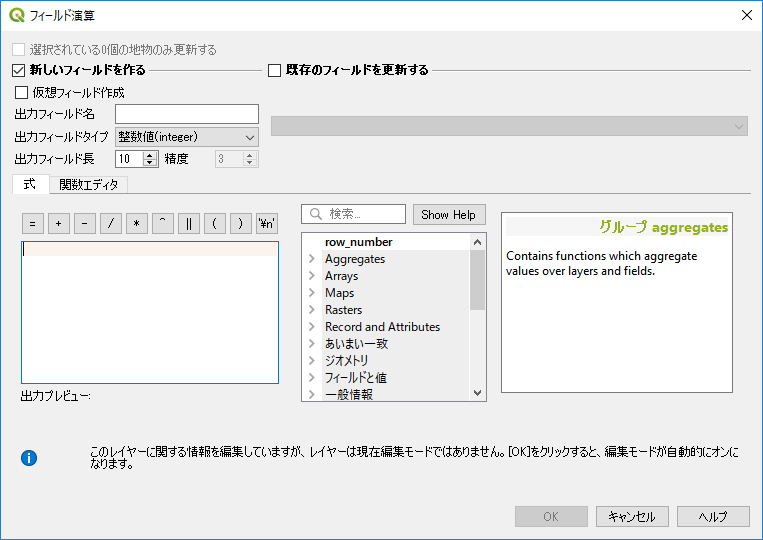 フィールド演算
選択されている0個の地物のみ更新する
新しいフィールドを作る
既存のフィールドを更新する
仮想フィールド作成
出力フィールド名
出力フィールドタイプ 整数値(integer)
出力フィールド長 10 精度 3
式 関数エディタ
= + - / * ^ || ( ) '¥n'
検索... Show Help
row_number
Aggregates
Arrays
Maps
Rasters
Record and Attributes
あいまい一致
ジオメトリ
フィールドと値
一般情報
グループ aggregates
Contains functions which aggregate
values over layers and fields.
出力プレビュー:
このレイヤーに関する情報を編集していますが、レイヤーは現在編集モードではありません。[OK]をクリックすると、編集モードが自動的にオンに
なります。
OK キャンセル ヘルプ